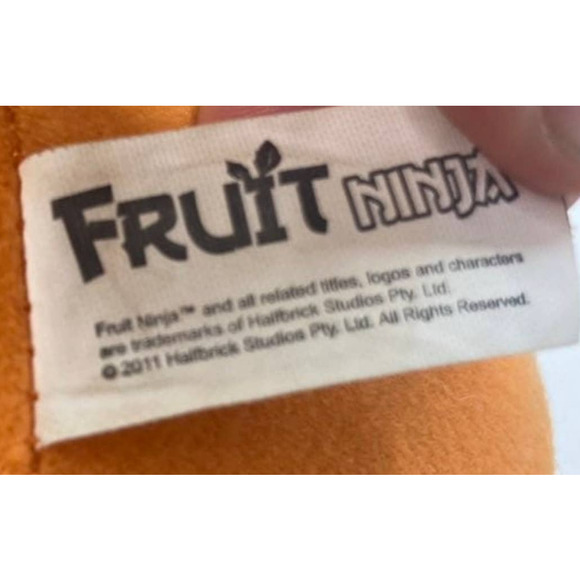 FRUIT NINJA
Fruit Ninja™ and all related titles, logos and characters
are trademarks of Halfbrick Studios Pty. Ltd.
©2011 Halfbrick Studios Pty. Ltd. All Rights Reserved.